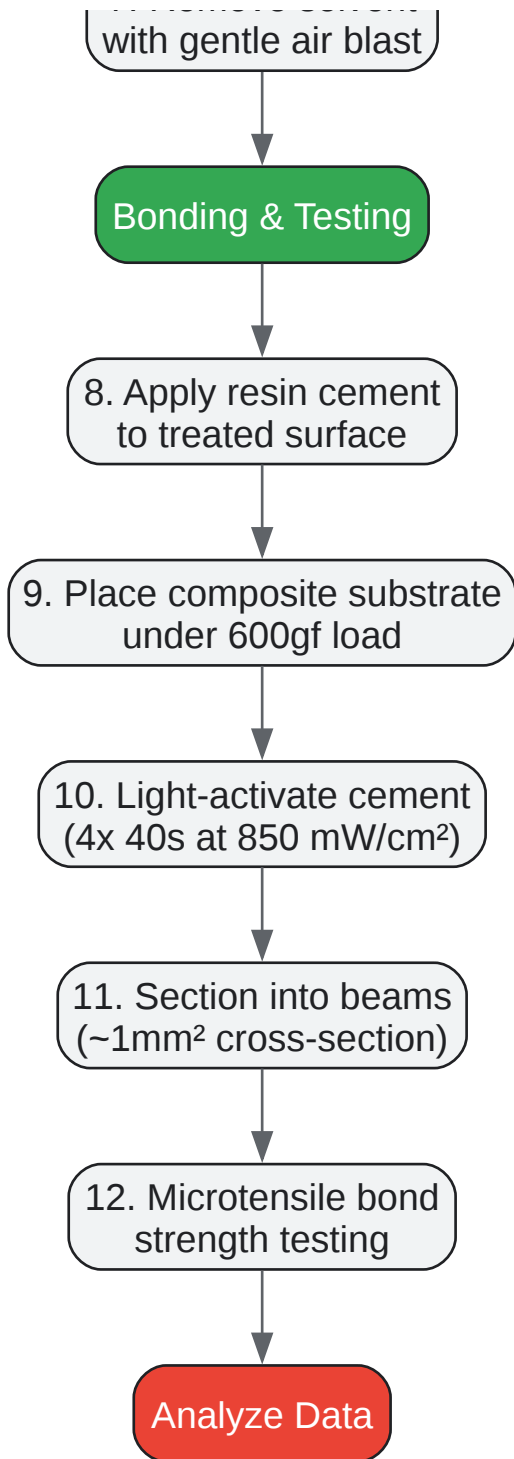 with gentle air blast
Bonding & Testing
8. Apply resin cement
to treated surface
9. Place composite substrate
under 600gf load
10. Light-activate cement
(4x 40s at 850 mW/cm²)
11. Section into beams
(~1mm² cross-section)
12. Microtensile bond
strength testing
Analyze Data